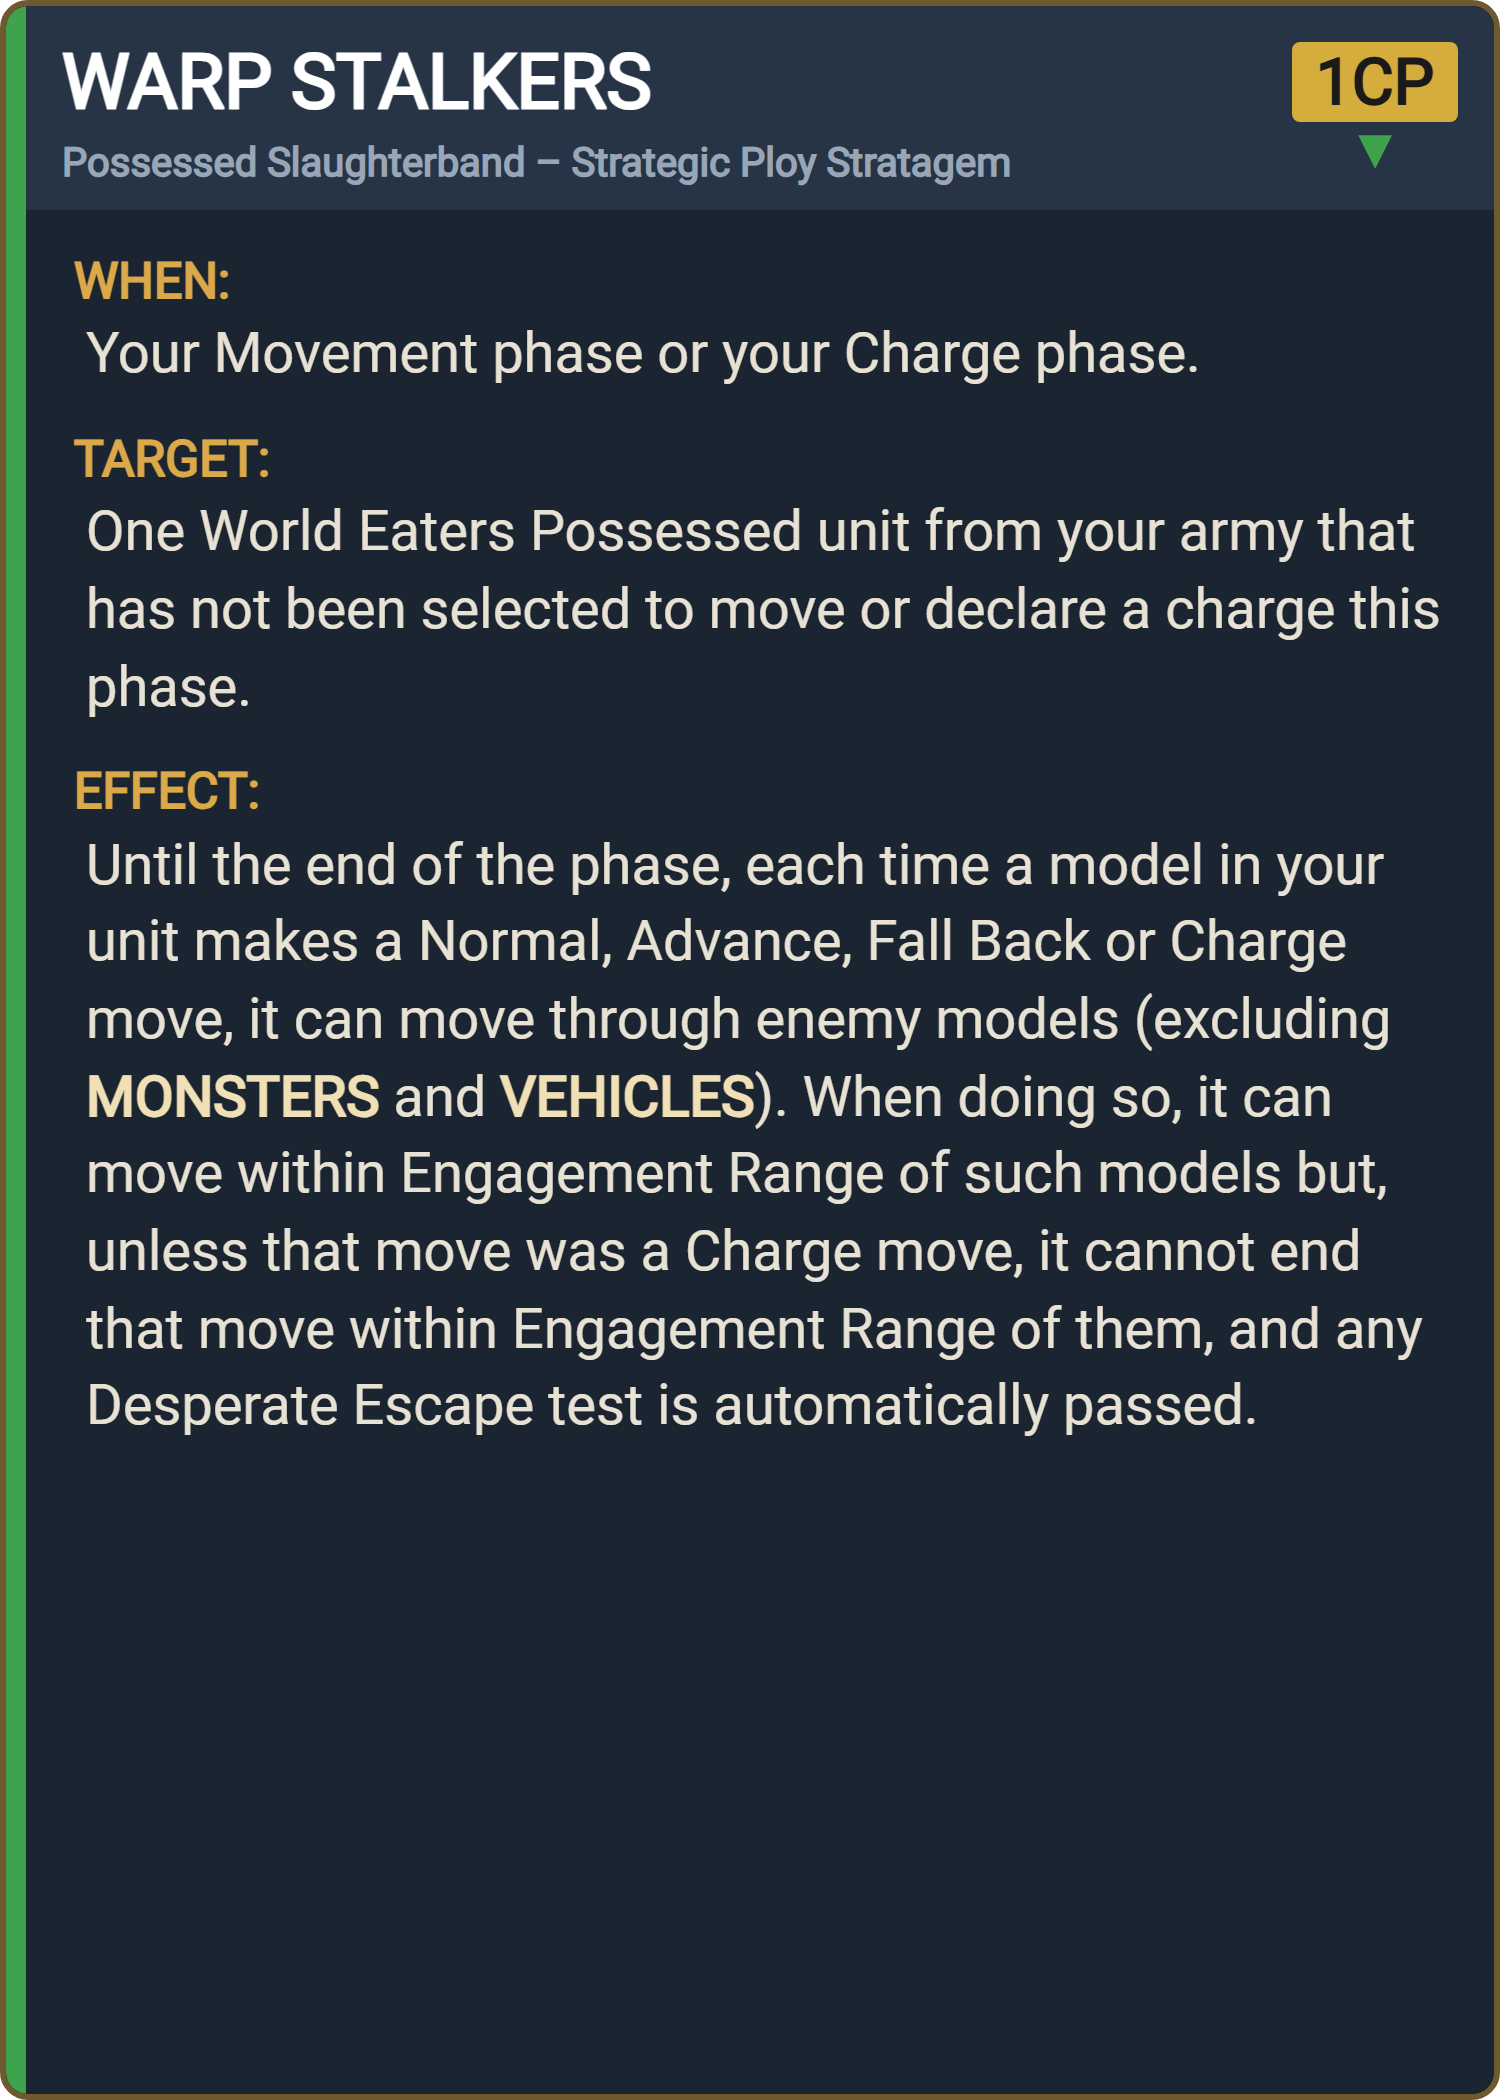 WARP STALKERS
1CP
Possessed Slaughterband – Strategic Ploy Stratagem
WHEN:
Your Movement phase or your Charge phase.
TARGET:
One World Eaters Possessed unit from your army that
has not been selected to move or declare a charge this
phase.
EFFECT:
Until the end of the phase, each time a model in your
unit makes a Normal, Advance, Fall Back or Charge
move, it can move through enemy models (excluding
MONSTERS and VEHICLES). When doing so, it can
move within Engagement Range of such models but,
unless that move was a Charge move, it cannot end
that move within Engagement Range of them, and any
Desperate Escape test is automatically passed.